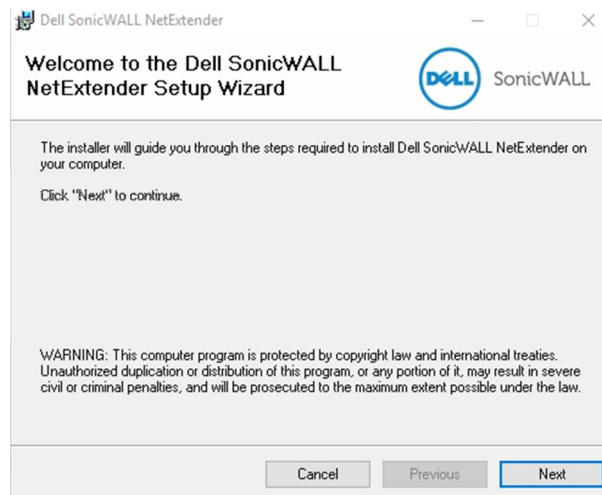 Dell SonicWALL NetExtender
Welcome to the Dell SonicWALL
NetExtender Setup Wizard
DELL SonicWALL
The installer will guide you through the steps required to install Dell SonicWALL NetExtender on
your computer.
Click "Next" to continue.
WARNING: This computer program is protected by copyright law and international treaties.
Unauthorized duplication or distribution of this program, or any portion of it, may result in severe
civil or criminal penalties, and will be prosecuted to the maximum extent possible under the law.
Cancel Previous Next